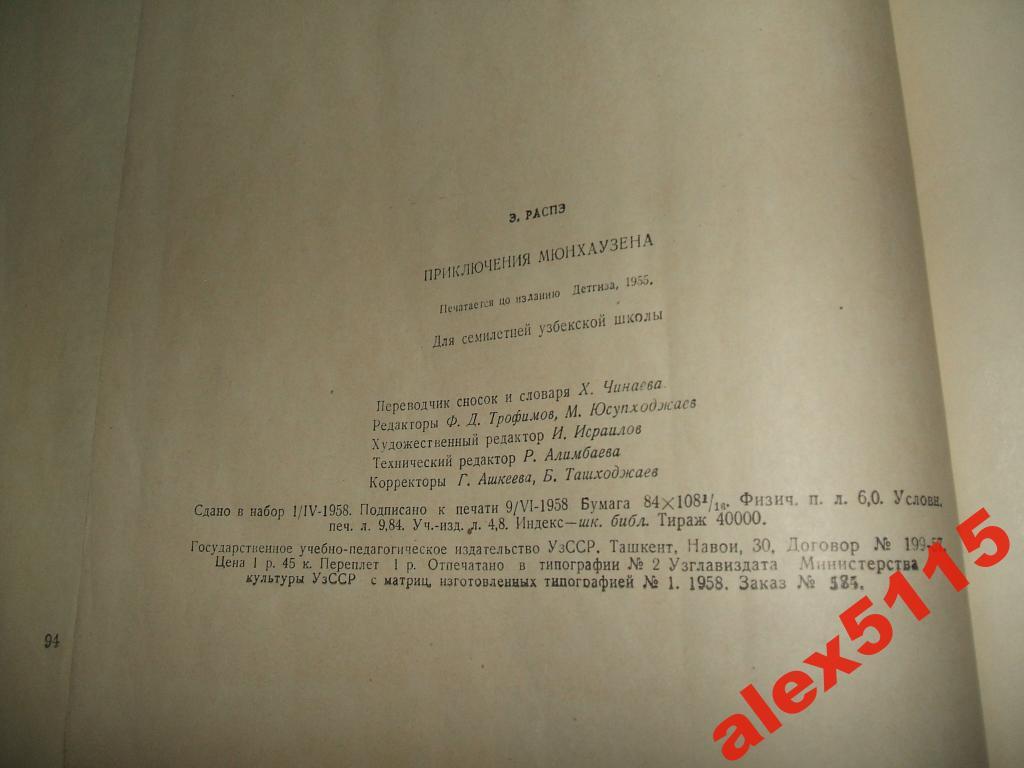 Э. РАСПЭ
ПРИКЛЮЧЕНИЯ МЮНХАУЗЕНА
Печатается по изданию Детгиза, 1955.
Для семилетней узбекской школы
Переводчик сносок и словаря Х. Чинаева.
Редакторы Ф. Д. Трофимов, М. Юсупходжаев
Художественный редактор И. Исраилов
Технический редактор Р. Алимбаева
Корректоры Г. Ашкеева, Б. Ташходжаев
Сдано в набор 1/IV-1958. Подписано к печати 9/VI-1958 Бумага 84×108¹/₁₆. Физич. п. л. 6,0. Условн.
печ. л. 9,84. Уч.-изд. л. 4,8. Индекс—шк. библ. Тираж 40000.
Государственное учебно-педагогическое издательство УзССР. Ташкент, Навои, 30. Договор № 199-57.
Цена 1 р. 45 к. Переплет 1 р. Отпечатано в типографии № 2 Узглавиздата Министерства
культуры УзССР с матриц, изготовленных типографией № 1. 1958. Заказ №
94
alex5115